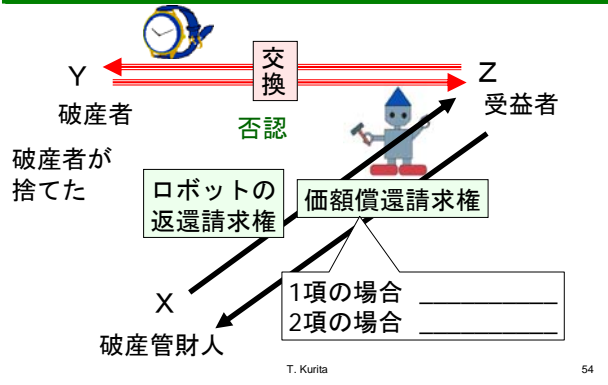 交
換
Y
Z
破産者
受益者
否認
破産者が
捨てた
ロボットの
返還請求権
価額償還請求権
1項の場合 __________
2項の場合 __________
X
破産管財人
T. Kurita
54